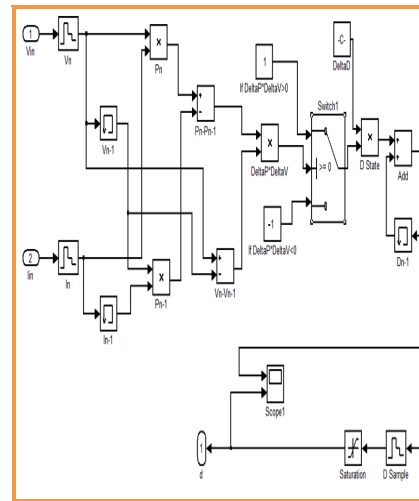 1
Vin
Vn
Pn
1
If DeltaP*DeltaV>0
-C-
DeltaD
Switch1
Vn-1
Pn-Pn-1
DeltaP*DeltaV
>= 0
D State
Add
2
Iin
In
Pn-1
-1
If DeltaP*DeltaV<0
Vn-Vn-1
Dn-1
In-1
Scope1
1
d
Saturation
D Sample